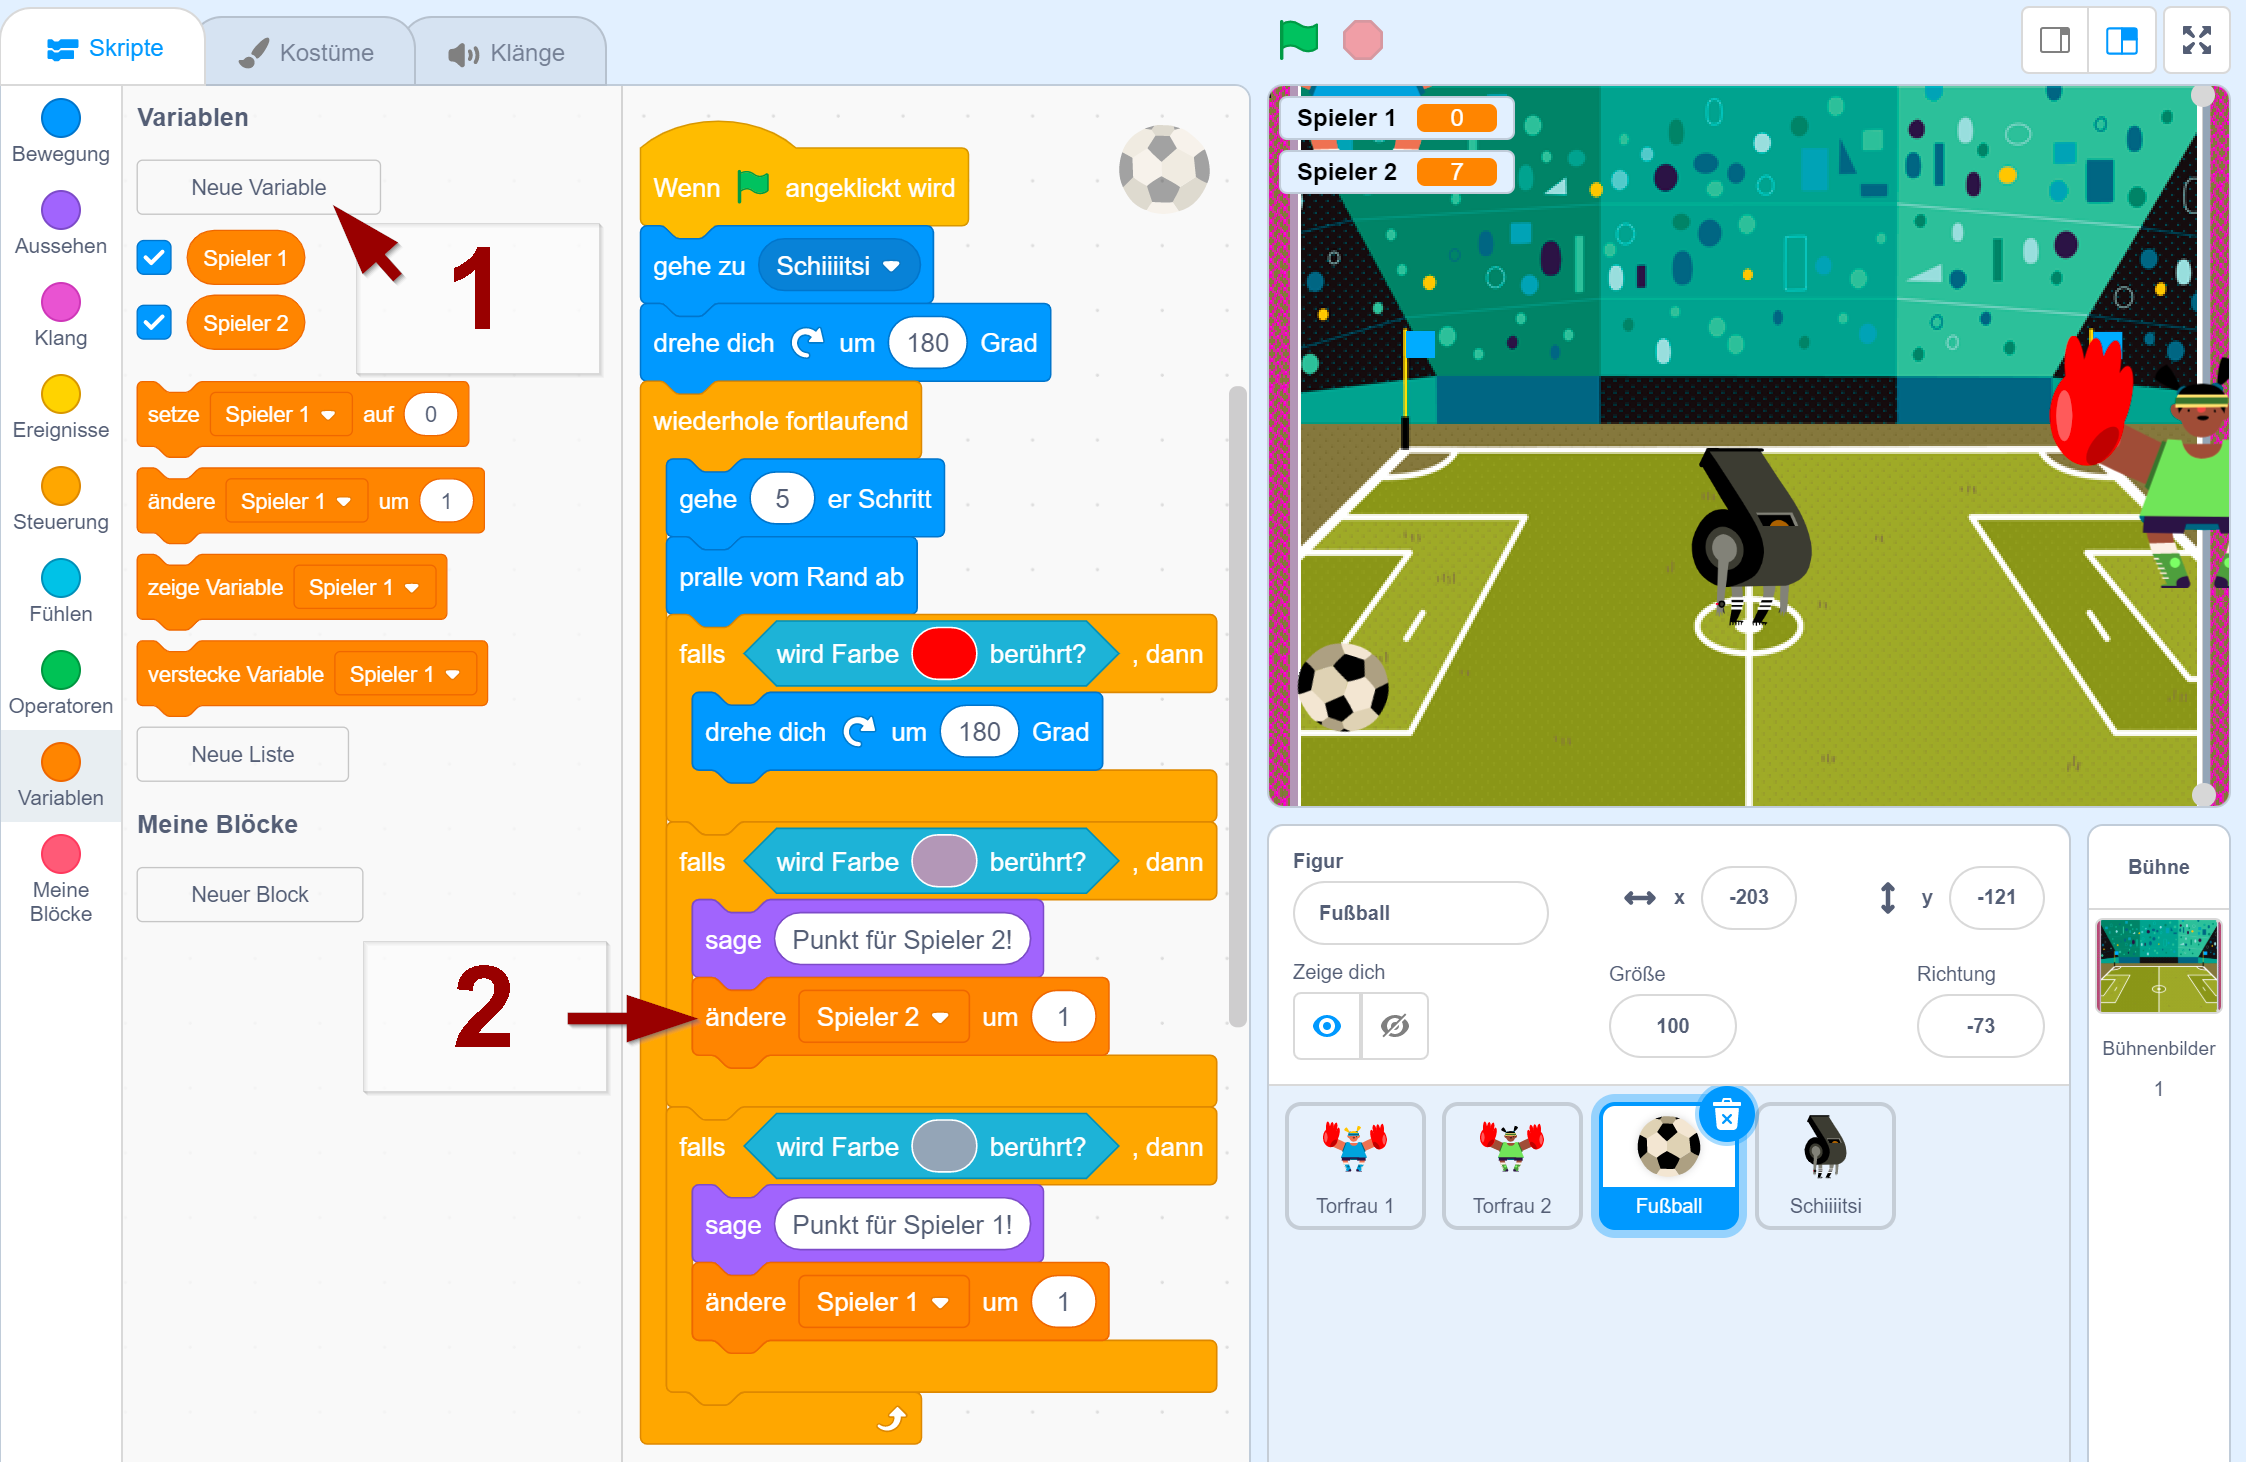 Skripte
Kostüme
Klänge
Bewegung
Aussehen
Klang
Ereignisse
Steuerung
Fühlen
Operatoren
Variablen
Meine
Blöcke
Variablen
Neue Variable
1
Spieler 1
Spieler 2
setze Spieler 1 auf 0
ändere Spieler 1 um 1
zeige Variable Spieler 1
verstecke Variable Spieler 1
Neue Liste
Meine Blöcke
Neuer Block
2
Wenn angeklickt wird
gehe zu Schiiiitsi
drehe dich um 180 Grad
wiederhole fortlaufend
gehe 5 er Schritt
pralle vom Rand ab
falls wird Farbe berührt? , dann
drehe dich um 180 Grad
falls wird Farbe berührt? , dann
sage Punkt für Spieler 2!
ändere Spieler 2 um 1
falls wird Farbe berührt? , dann
sage Punkt für Spieler 1!
ändere Spieler 1 um 1
Spieler 1 0
Spieler 2 7
Figur
Fußball
x -203
y -121
Zeige dich
Größe
100
Richtung
-73
Torfrau 1
Torfrau 2
Fußball
Schiiiitsi
Bühne
Bühnenbilder
1